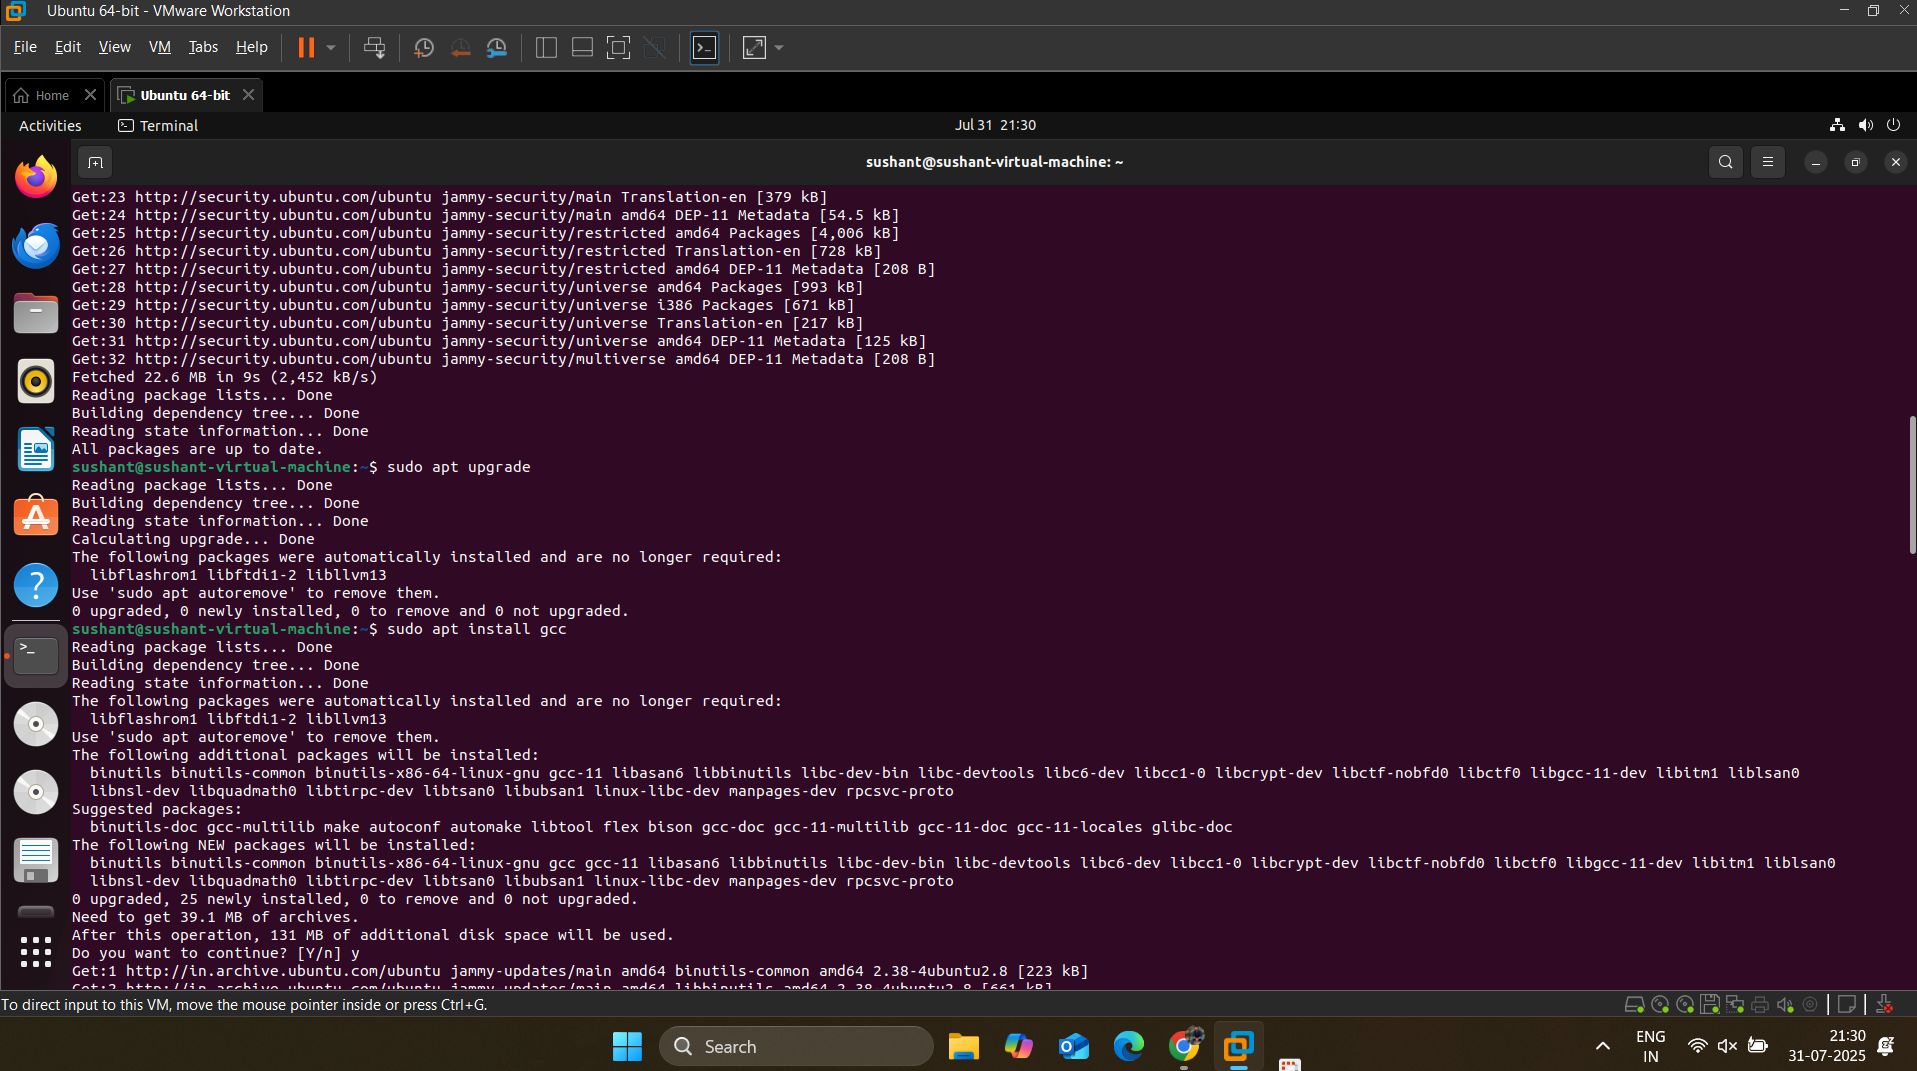 Ubuntu 64-bit - VMware Workstation
File Edit View VM Tabs Help
Home Ubuntu 64-bit
Activities Terminal Jul 31 21:30
sushant@sushant-virtual-machine: ~
Get:23 http://security.ubuntu.com/ubuntu jammy-security/main Translation-en [379 kB]
Get:24 http://security.ubuntu.com/ubuntu jammy-security/main amd64 DEP-11 Metadata [54.5 kB]
Get:25 http://security.ubuntu.com/ubuntu jammy-security/restricted amd64 Packages [4,006 kB]
Get:26 http://security.ubuntu.com/ubuntu jammy-security/restricted Translation-en [728 kB]
Get:27 http://security.ubuntu.com/ubuntu jammy-security/restricted amd64 DEP-11 Metadata [208 B]
Get:28 http://security.ubuntu.com/ubuntu jammy-security/universe amd64 Packages [993 kB]
Get:29 http://security.ubuntu.com/ubuntu jammy-security/universe i386 Packages [671 kB]
Get:30 http://security.ubuntu.com/ubuntu jammy-security/universe Translation-en [217 kB]
Get:31 http://security.ubuntu.com/ubuntu jammy-security/universe amd64 DEP-11 Metadata [125 kB]
Get:32 http://security.ubuntu.com/ubuntu jammy-security/multiverse amd64 DEP-11 Metadata [208 B]
Fetched 22.6 MB in 9s (2,452 kB/s)
Reading package lists... Done
Building dependency tree... Done
Reading state information... Done
All packages are up to date.
sushant@sushant-virtual-machine:~$ sudo apt upgrade
Reading package lists... Done
Building dependency tree... Done
Reading state information... Done
Calculating upgrade... Done
The following packages were automatically installed and are no longer required:
  libflashrom1 libftdi1-2 libllvm13
Use 'sudo apt autoremove' to remove them.
0 upgraded, 0 newly installed, 0 to remove and 0 not upgraded.
sushant@sushant-virtual-machine:~$ sudo apt install gcc
Reading package lists... Done
Building dependency tree... Done
Reading state information... Done
The following packages were automatically installed and are no longer required:
  libflashrom1 libftdi1-2 libllvm13
Use 'sudo apt autoremove' to remove them.
The following additional packages will be installed:
  binutils binutils-common binutils-x86-64-linux-gnu gcc-11 libasan6 libbinutils libc-dev-bin libc-devtools libc6-dev libcc1-0 libcrypt-dev libctf-nobfd0 libctf0 libgcc-11-dev libitm1 liblsan0
  libnsl-dev libquadmath0 libtirpc-dev libtsan0 libubsan1 linux-libc-dev manpages-dev rpcsvc-proto
Suggested packages:
  binutils-doc gcc-multilib make autoconf automake libtool flex bison gcc-doc gcc-11-multilib gcc-11-doc gcc-11-locales glibc-doc
The following NEW packages will be installed:
  binutils binutils-common binutils-x86-64-linux-gnu gcc gcc-11 libasan6 libbinutils libc-dev-bin libc-devtools libc6-dev libcc1-0 libcrypt-dev libctf-nobfd0 libctf0 libgcc-11-dev libitm1 liblsan0
  libnsl-dev libquadmath0 libtirpc-dev libtsan0 libubsan1 linux-libc-dev manpages-dev rpcsvc-proto
0 upgraded, 25 newly installed, 0 to remove and 0 not upgraded.
Need to get 39.1 MB of archives.
After this operation, 131 MB of additional disk space will be used.
Do you want to continue? [Y/n] y
Get:1 http://in.archive.ubuntu.com/ubuntu jammy-updates/main amd64 binutils-common amd64 2.38-4ubuntu2.8 [223 kB]
Get:2 http://in.archive.ubuntu.com/ubuntu jammy-updates/main amd64 libbinutils amd64 2.38-4ubuntu2.8 [661 kB]
To direct input to this VM, move the mouse pointer inside or press Ctrl+G.
Search
ENG
IN
21:30
31-07-2025